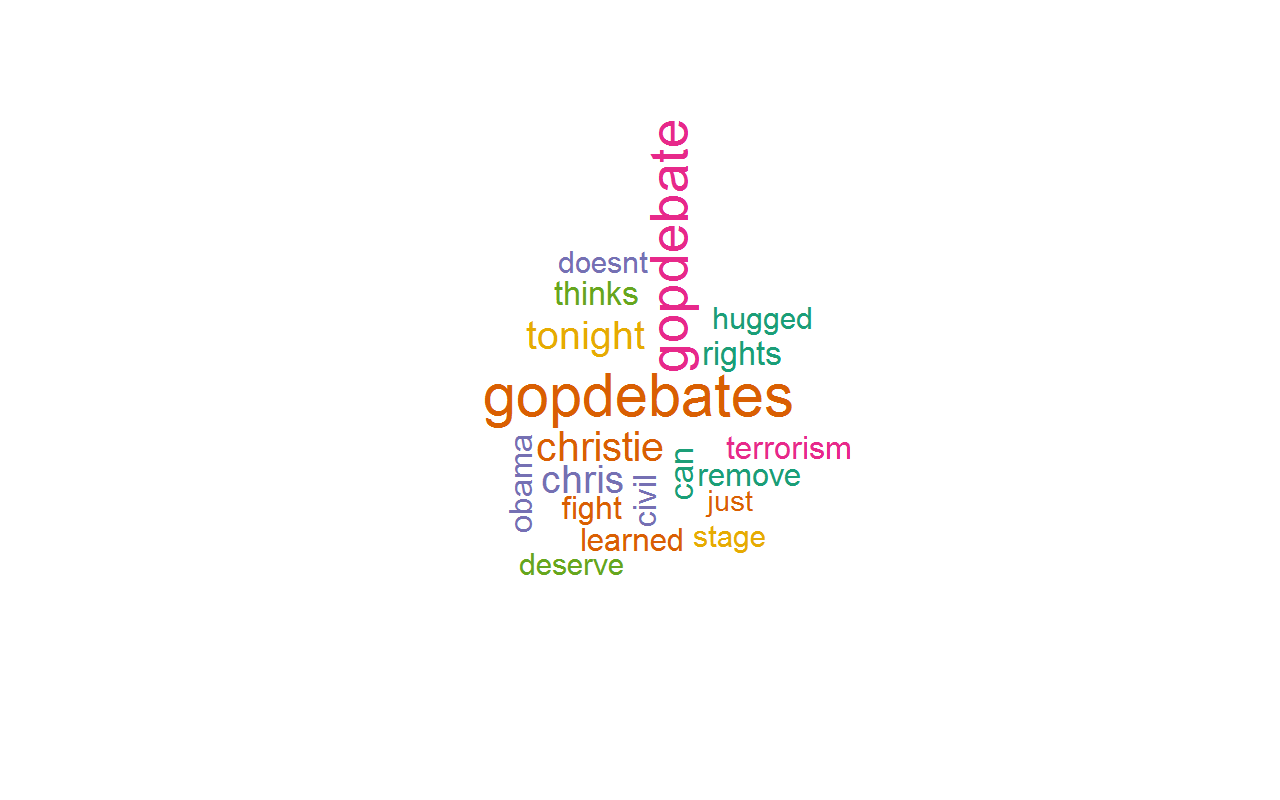 gopdebate
doesnt
thinks
hugged
tonight
rights
gopdebates
christie
terrorism
obama
chris
civil
can
remove
fight
just
learned
stage
deserve